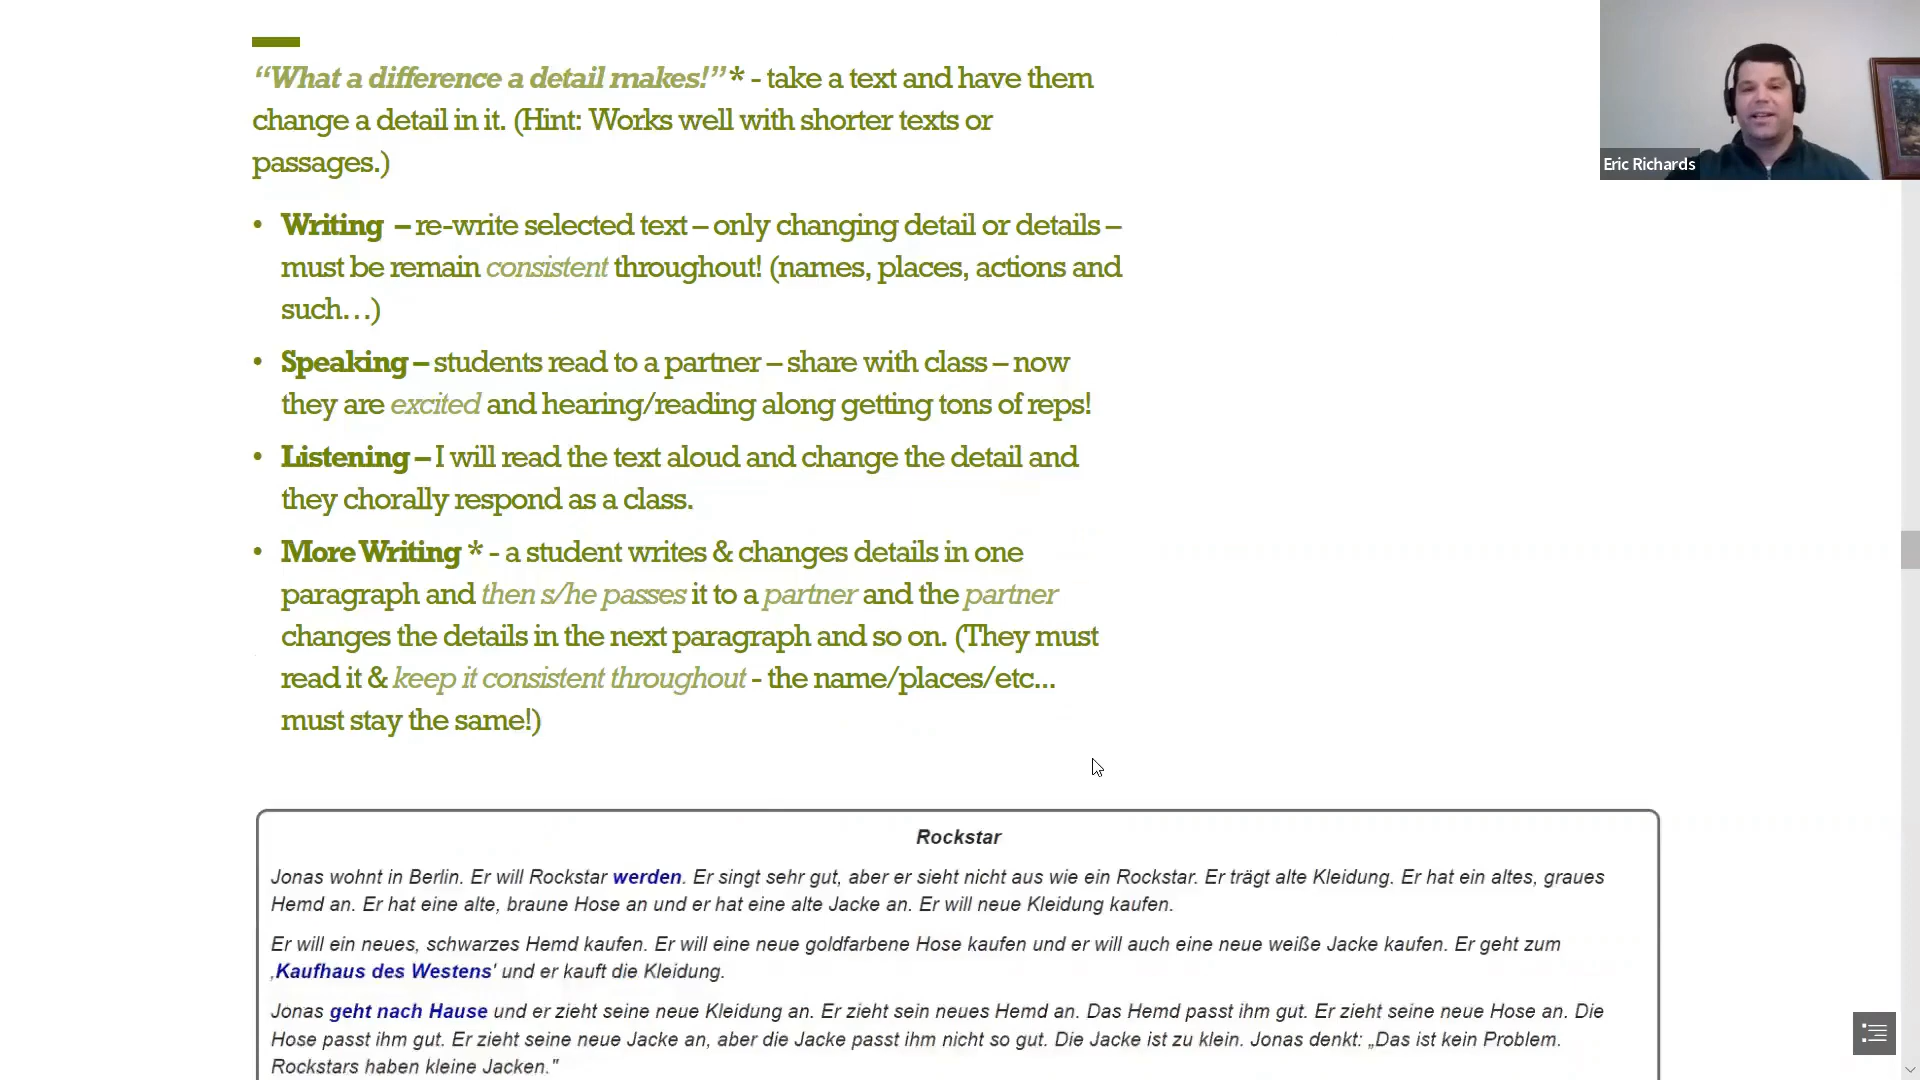 “What a difference a detail makes!”* - take a text and have them
change a detail in it. (Hint: Works well with shorter texts or
passages.)
• Writing – re-write selected text – only changing detail or details –
must be remain consistent throughout! (names, places, actions and
such…)
• Speaking – students read to a partner – share with class – now
they are excited and hearing/reading along getting tons of reps!
• Listening – I will read the text aloud and change the detail and
they chorally respond as a class.
• More Writing * - a student writes & changes details in one
paragraph and then s/he passes it to a partner and the partner
changes the details in the next paragraph and so on. (They must
read it & keep it consistent throughout - the name/places/etc...
must stay the same!)
Eric Richards
Rockstar
Jonas wohnt in Berlin. Er will Rockstar werden. Er singt sehr gut, aber er sieht nicht aus wie ein Rockstar. Er trägt alte Kleidung. Er hat ein altes, graues
Hemd an. Er hat eine alte, braune Hose an und er hat eine alte Jacke an. Er will neue Kleidung kaufen.
Er will ein neues, schwarzes Hemd kaufen. Er will eine neue goldfarbene Hose kaufen und er will auch eine neue weiße Jacke kaufen. Er geht zum
‚Kaufhaus des Westens' und er kauft die Kleidung.
Jonas geht nach Hause und er zieht seine neue Kleidung an. Er zieht sein neues Hemd an. Das Hemd passt ihm gut. Er zieht seine neue Hose an. Die
Hose passt ihm gut. Er zieht seine neue Jacke an, aber die Jacke passt ihm nicht so gut. Die Jacke ist zu klein. Jonas denkt: „Das ist kein Problem.
Rockstars haben kleine Jacken."